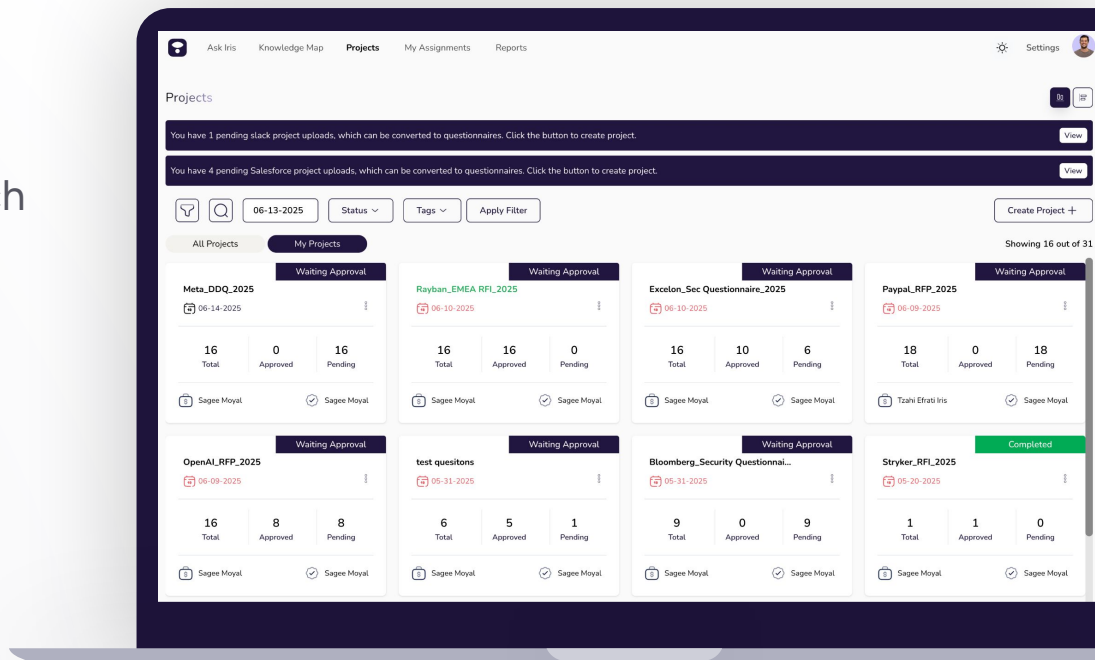 h
Ask Iris Knowledge Map Projects My Assignments Reports Settings
Projects
You have 1 pending slack project uploads, which can be converted to questionnaires. Click the button to create project. View
You have 4 pending Salesforce project uploads, which can be converted to questionnaires. Click the button to create project. View
06-13-2025 Status Tags Apply Filter Create Project +
All Projects My Projects Showing 16 out of 31
Waiting Approval Waiting Approval Waiting Approval Waiting Approval
Meta_DDQ_2025 Rayban_EMEA RFI_2025 Excelon_Sec Questionnaire_2025 Paypal_RFP_2025
06-14-2025 06-10-2025 06-10-2025 06-09-2025
16 0 16 16 16 0 16 10 6 18 0 18
Total Approved Pending Total Approved Pending Total Approved Pending Total Approved Pending
Sagee Moyal Sagee Moyal Sagee Moyal Sagee Moyal Sagee Moyal Sagee Moyal Tzahi Efrati Iris Sagee Moyal
Waiting Approval Waiting Approval Waiting Approval Completed
OpenAI_RFP_2025 test quesitons Bloomberg_Security Questionnai... Stryker_RFI_2025
06-09-2025 05-31-2025 05-31-2025 05-20-2025
16 8 8 6 5 1 9 0 9 1 1 0
Total Approved Pending Total Approved Pending Total Approved Pending Total Approved Pending
Sagee Moyal Sagee Moyal Sagee Moyal Sagee Moyal Sagee Moyal Sagee Moyal Sagee Moyal Sagee Moyal